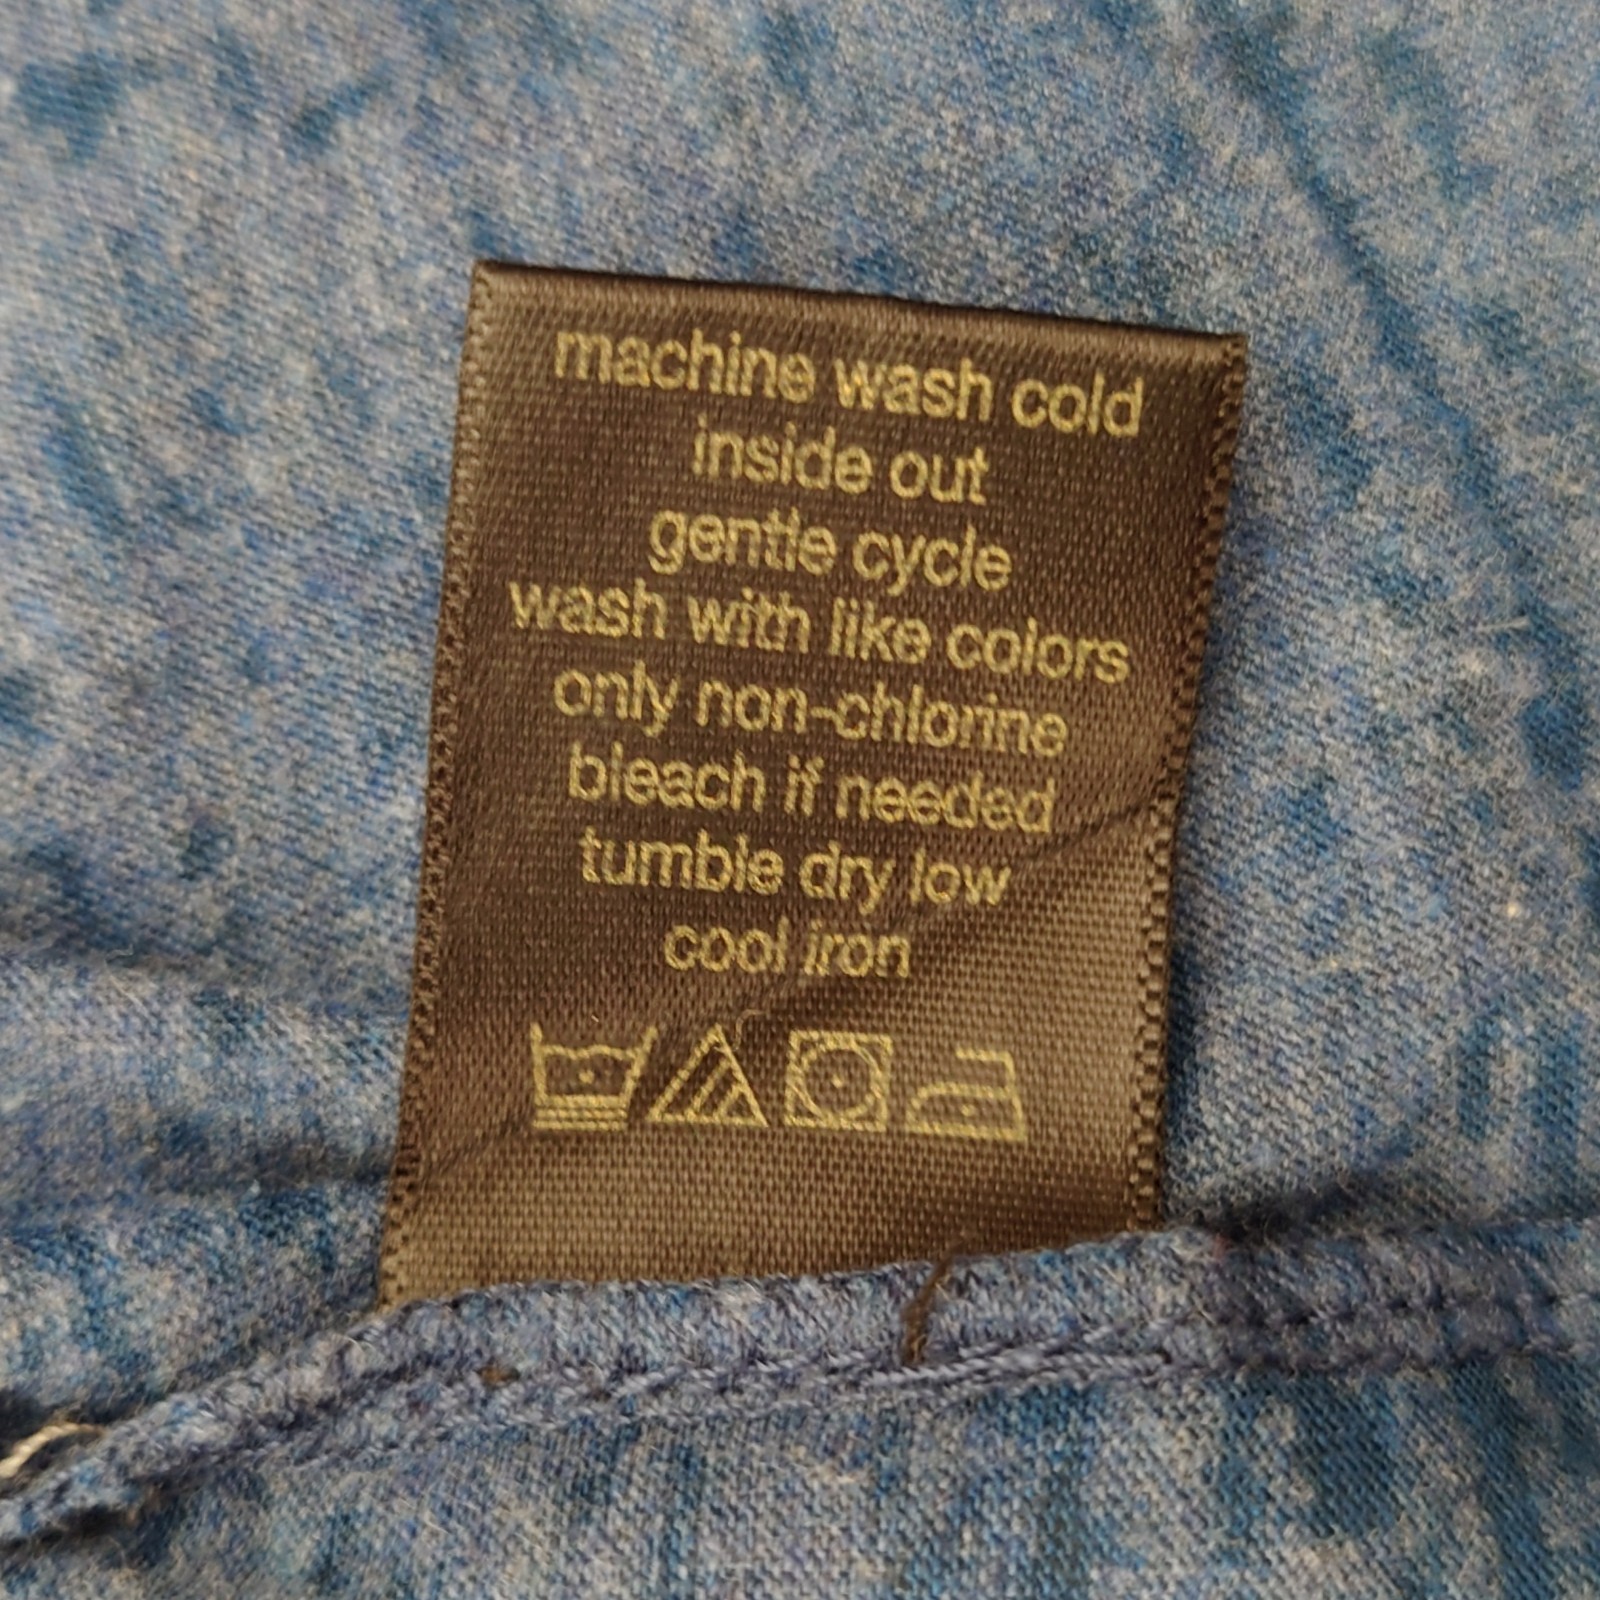 machine wash cold
inside out
gentle cycle
wash with like colors
only non-chlorine
bleach if needed
tumble dry low
cool iron